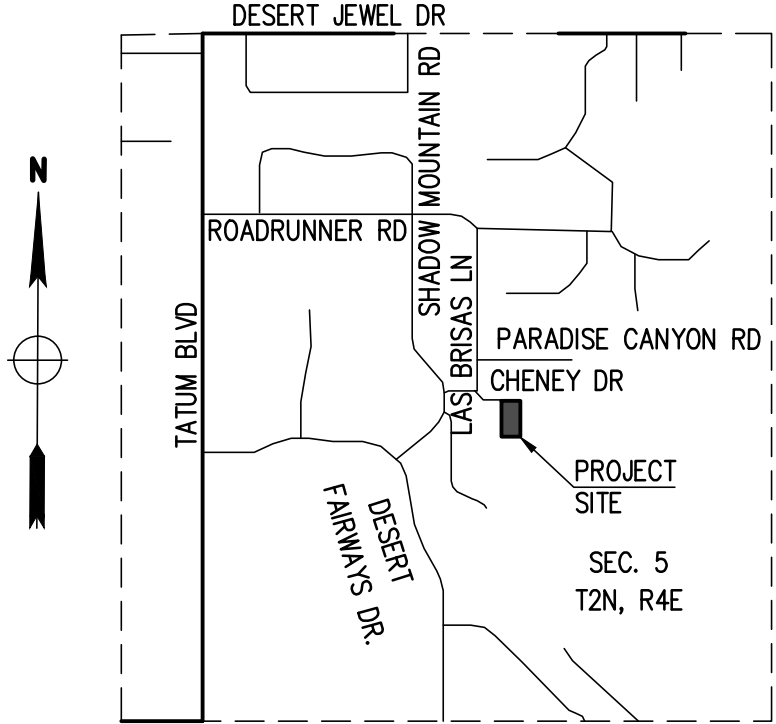 DESERT JEWEL DR
N
SHADOW MOUNTAIN RD
ROADRUNNER RD
LAS BRISAS LN
TATUM BLVD
PARADISE CANYON RD
CHENEY DR
PROJECT
SITE
DESERT
FAIRWAYS DR.
SEC. 5
T2N, R4E